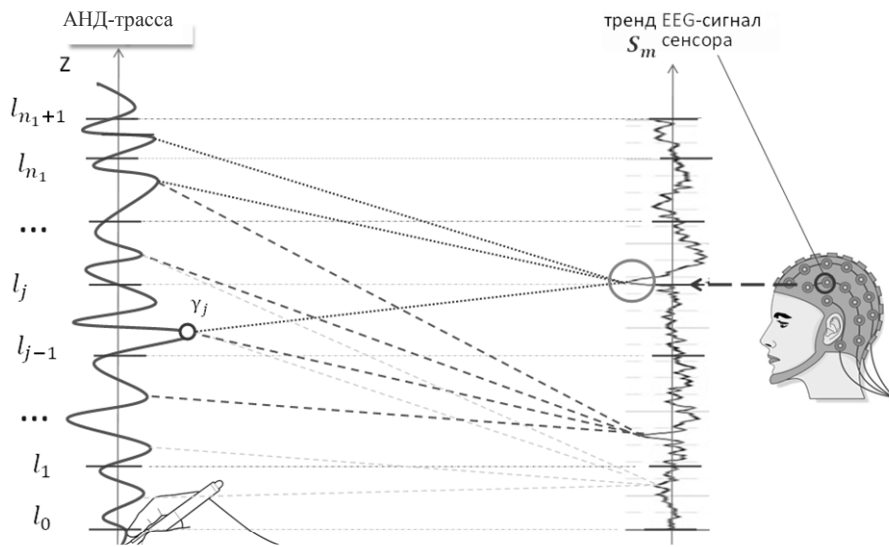 АНД-трасса
тренд EEG-сигнал
S_m сенсора
Z
l_{n_1+1}
l_{n_1}
...
l_j
γ_j
l_{j-1}
...
l_1
l_0